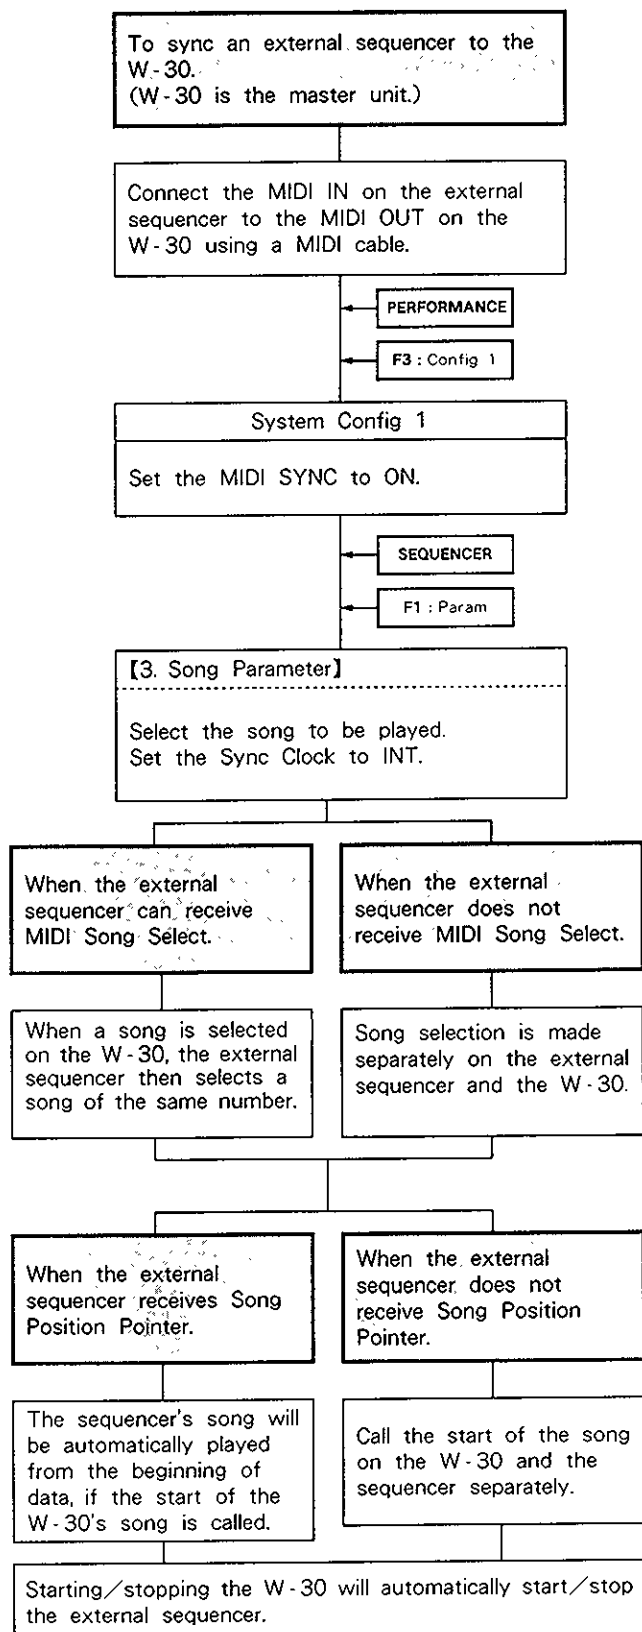 To sync an external sequencer to the
W-30.
(W-30 is the master unit.)
Connect the MIDI IN on the external
sequencer to the MIDI OUT on the
W-30 using a MIDI cable.
PERFORMANCE
F3 : Config 1
System Config 1
Set the MIDI SYNC to ON.
SEQUENCER
F1 : Param
【3. Song Parameter】
Select the song to be played.
Set the Sync Clock to INT.
When the external
sequencer can receive
MIDI Song Select.
When the external
sequencer does not
receive MIDI Song Select.
When a song is selected
on the W-30, the external
sequencer then selects a
song of the same number.
Song selection is made
separately on the external
sequencer and the W-30.
When the external
sequencer receives Song
Position Pointer.
When the external
sequencer does not
receive Song Position
Pointer.
The sequencer's song will
be automatically played
from the beginning of
data, if the start of the
W-30's song is called.
Call the start of the song
on the W-30 and the
sequencer separately.
Starting/stopping the W-30 will automatically start/stop
the external sequencer.